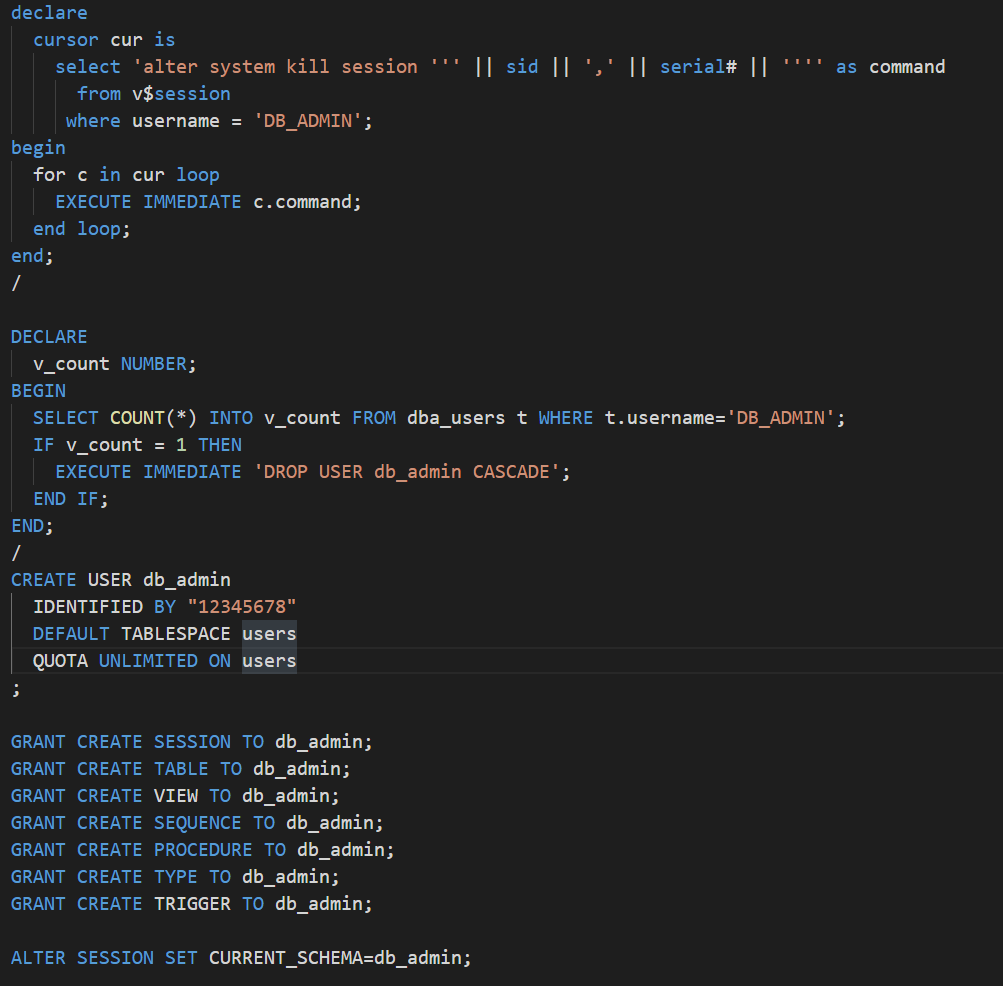 declare
  cursor cur is
    select 'alter system kill session ''' || sid || ',' || serial# || '''' as command
      from v$session
     where username = 'DB_ADMIN';
begin
  for c in cur loop
    EXECUTE IMMEDIATE c.command;
  end loop;
end;
/

DECLARE
  v_count NUMBER;
BEGIN
  SELECT COUNT(*) INTO v_count FROM dba_users t WHERE t.username='DB_ADMIN';
  IF v_count = 1 THEN
    EXECUTE IMMEDIATE 'DROP USER db_admin CASCADE';
  END IF;
END;
/
CREATE USER db_admin
  IDENTIFIED BY "12345678"
  DEFAULT TABLESPACE users
  QUOTA UNLIMITED ON users
;

GRANT CREATE SESSION TO db_admin;
GRANT CREATE TABLE TO db_admin;
GRANT CREATE VIEW TO db_admin;
GRANT CREATE SEQUENCE TO db_admin;
GRANT CREATE PROCEDURE TO db_admin;
GRANT CREATE TYPE TO db_admin;
GRANT CREATE TRIGGER TO db_admin;

ALTER SESSION SET CURRENT_SCHEMA=db_admin;